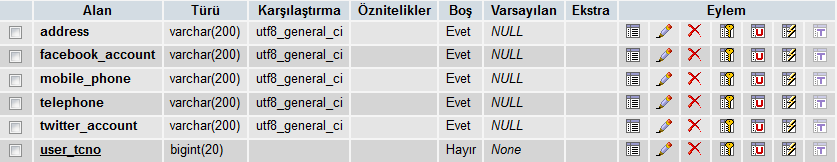 Alan Türü Karşılaştırma Öznitelikler Boş Varsayılan Ekstra Eylem
address varchar(200) utf8_general_ci Evet NULL
facebook_account varchar(200) utf8_general_ci Evet NULL
mobile_phone varchar(200) utf8_general_ci Evet NULL
telephone varchar(200) utf8_general_ci Evet NULL
twitter_account varchar(200) utf8_general_ci Evet NULL
user_tcno bigint(20) Hayır None